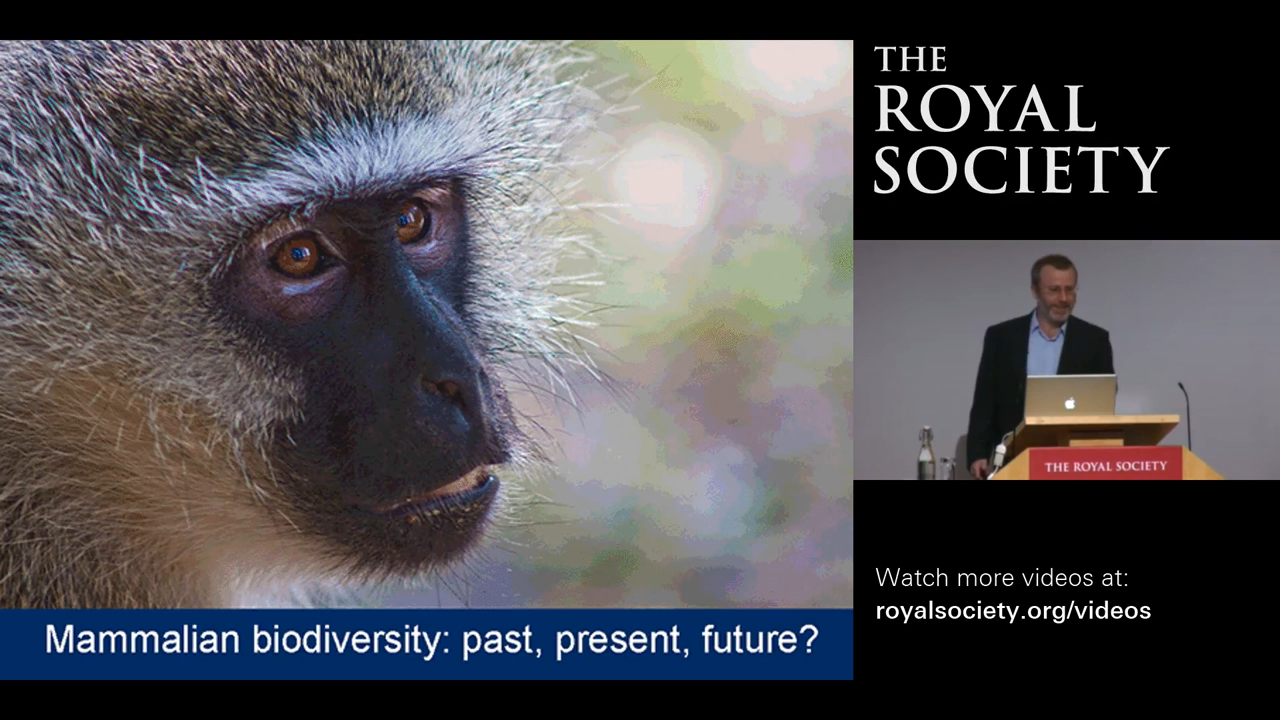 THE
ROYAL
SOCIETY
THE ROYAL SOCIETY
Watch more videos at:
royalsociety.org/videos
Mammalian biodiversity: past, present, future?